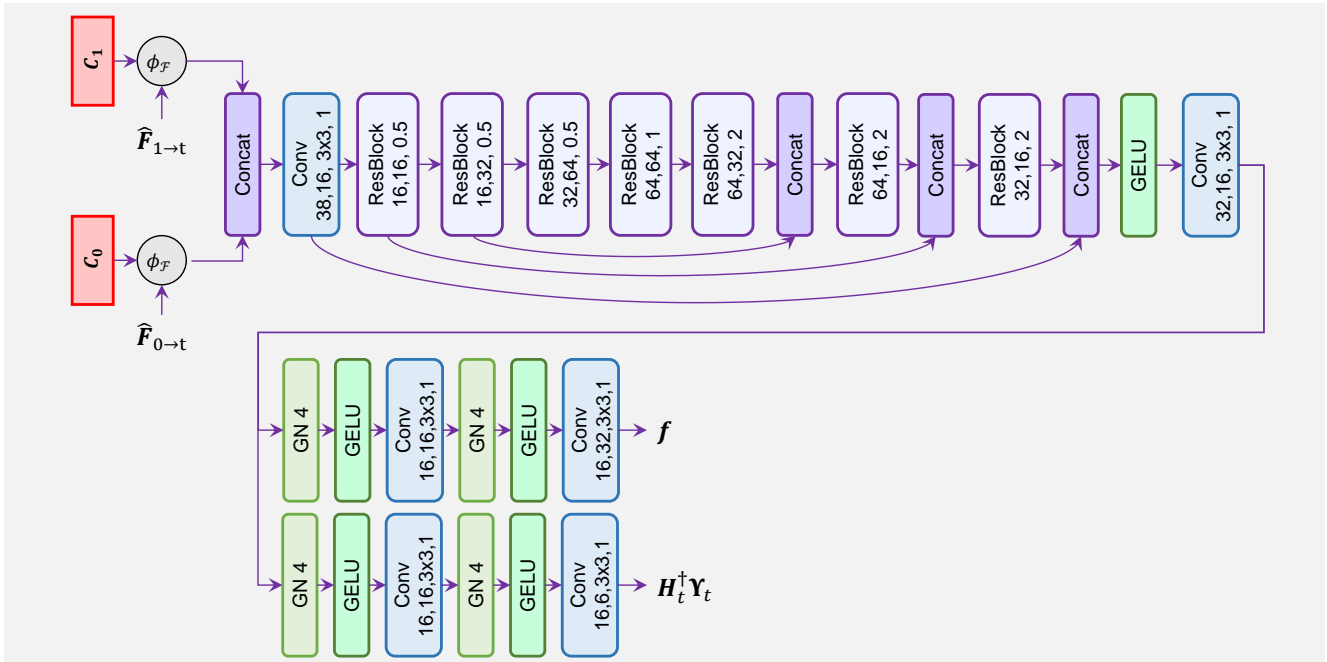 C₁
ϕ_ℱ
F̂₁→t
C₀
ϕ_ℱ
F̂₀→t
Concat
Conv
38,16, 3x3, 1
ResBlock
16,16, 0.5
ResBlock
16,32, 0.5
ResBlock
32,64, 0.5
ResBlock
64,64, 1
ResBlock
64,32, 2
Concat
ResBlock
64,16, 2
Concat
ResBlock
32,16, 2
Concat
GELU
Conv
32,16, 3x3, 1
GN 4
GELU
Conv
16,16,3x3,1
GN 4
GELU
Conv
16,32,3x3,1
f
GN 4
GELU
Conv
16,16,3x3,1
GN 4
GELU
Conv
16,6,3x3,1
H_t^†ϒ_t